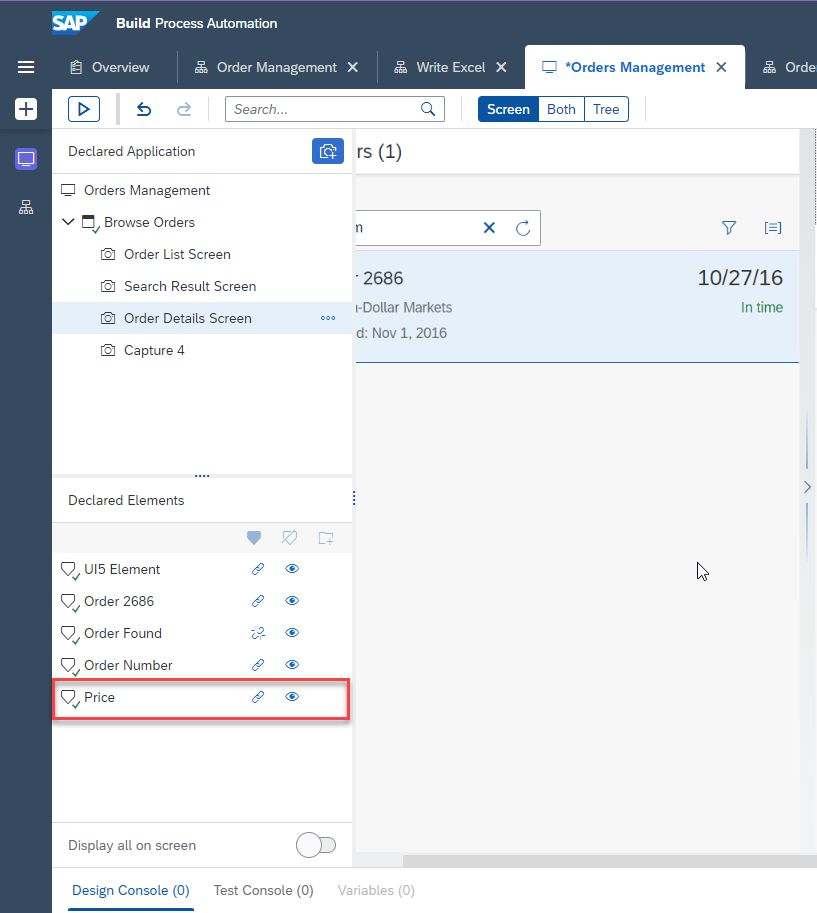 SAP Build Process Automation
Overview
Order Management
Write Excel
*Orders Management
Orde
Search...
Screen
Both
Tree
Declared Application
Orders Management
Browse Orders
Order List Screen
Search Result Screen
Order Details Screen
Capture 4
rs (1)
m
2686
10/27/16
-Dollar Markets
In time
d: Nov 1, 2016
Declared Elements
UI5 Element
Order 2686
Order Found
Order Number
Price
Display all on screen
Design Console (0)
Test Console (0)
Variables (0)